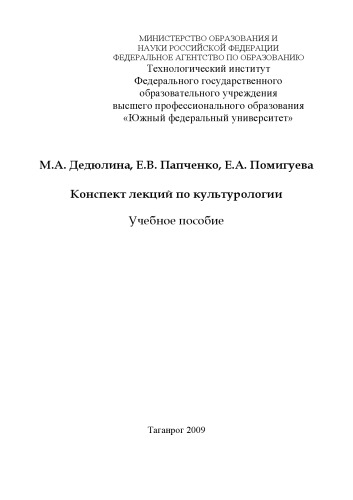 МИНИСТЕРСТВО ОБРАЗОВАНИЯ И
НАУКИ РОССИЙСКОЙ ФЕДЕРАЦИИ
ФЕДЕРАЛЬНОЕ АГЕНТСТВО ПО ОБРАЗОВАНИЮ
Технологический институт
Федерального государственного
образовательного учреждения
высшего профессионального образования
«Южный федеральный университет»
М.А. Дедюлина, Е.В. Папченко, Е.А. Помигуева
Конспект лекций по культурологии
Учебное пособие
Таганрог 2009